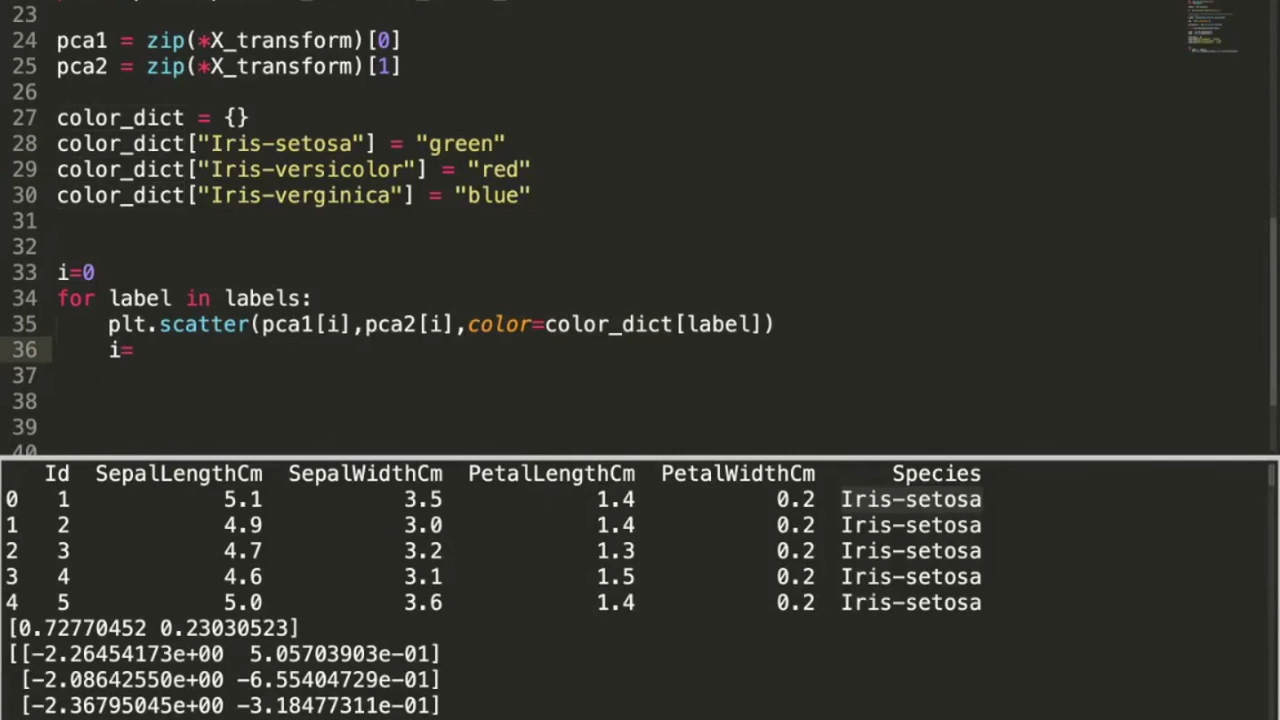 23
24 pca1 = zip(*X_transform)[0]
25 pca2 = zip(*X_transform)[1]
26
27 color_dict = {}
28 color_dict["Iris-setosa"] = "green"
29 color_dict["Iris-versicolor"] = "red"
30 color_dict["Iris-verginica"] = "blue"
31
32
33 i=0
34 for label in labels:
35     plt.scatter(pca1[i],pca2[i],color=color_dict[label])
36     i=
37
38
39
40
   Id  SepalLengthCm  SepalWidthCm  PetalLengthCm  PetalWidthCm      Species
0   1            5.1           3.5            1.4           0.2  Iris-setosa
1   2            4.9           3.0            1.4           0.2  Iris-setosa
2   3            4.7           3.2            1.3           0.2  Iris-setosa
3   4            4.6           3.1            1.5           0.2  Iris-setosa
4   5            5.0           3.6            1.4           0.2  Iris-setosa
[0.72770452 0.23030523]
[[-2.26454173e+00  5.05703903e-01]
 [-2.08642550e+00 -6.55404729e-01]
 [-2.36795045e+00 -3.18477311e-01]